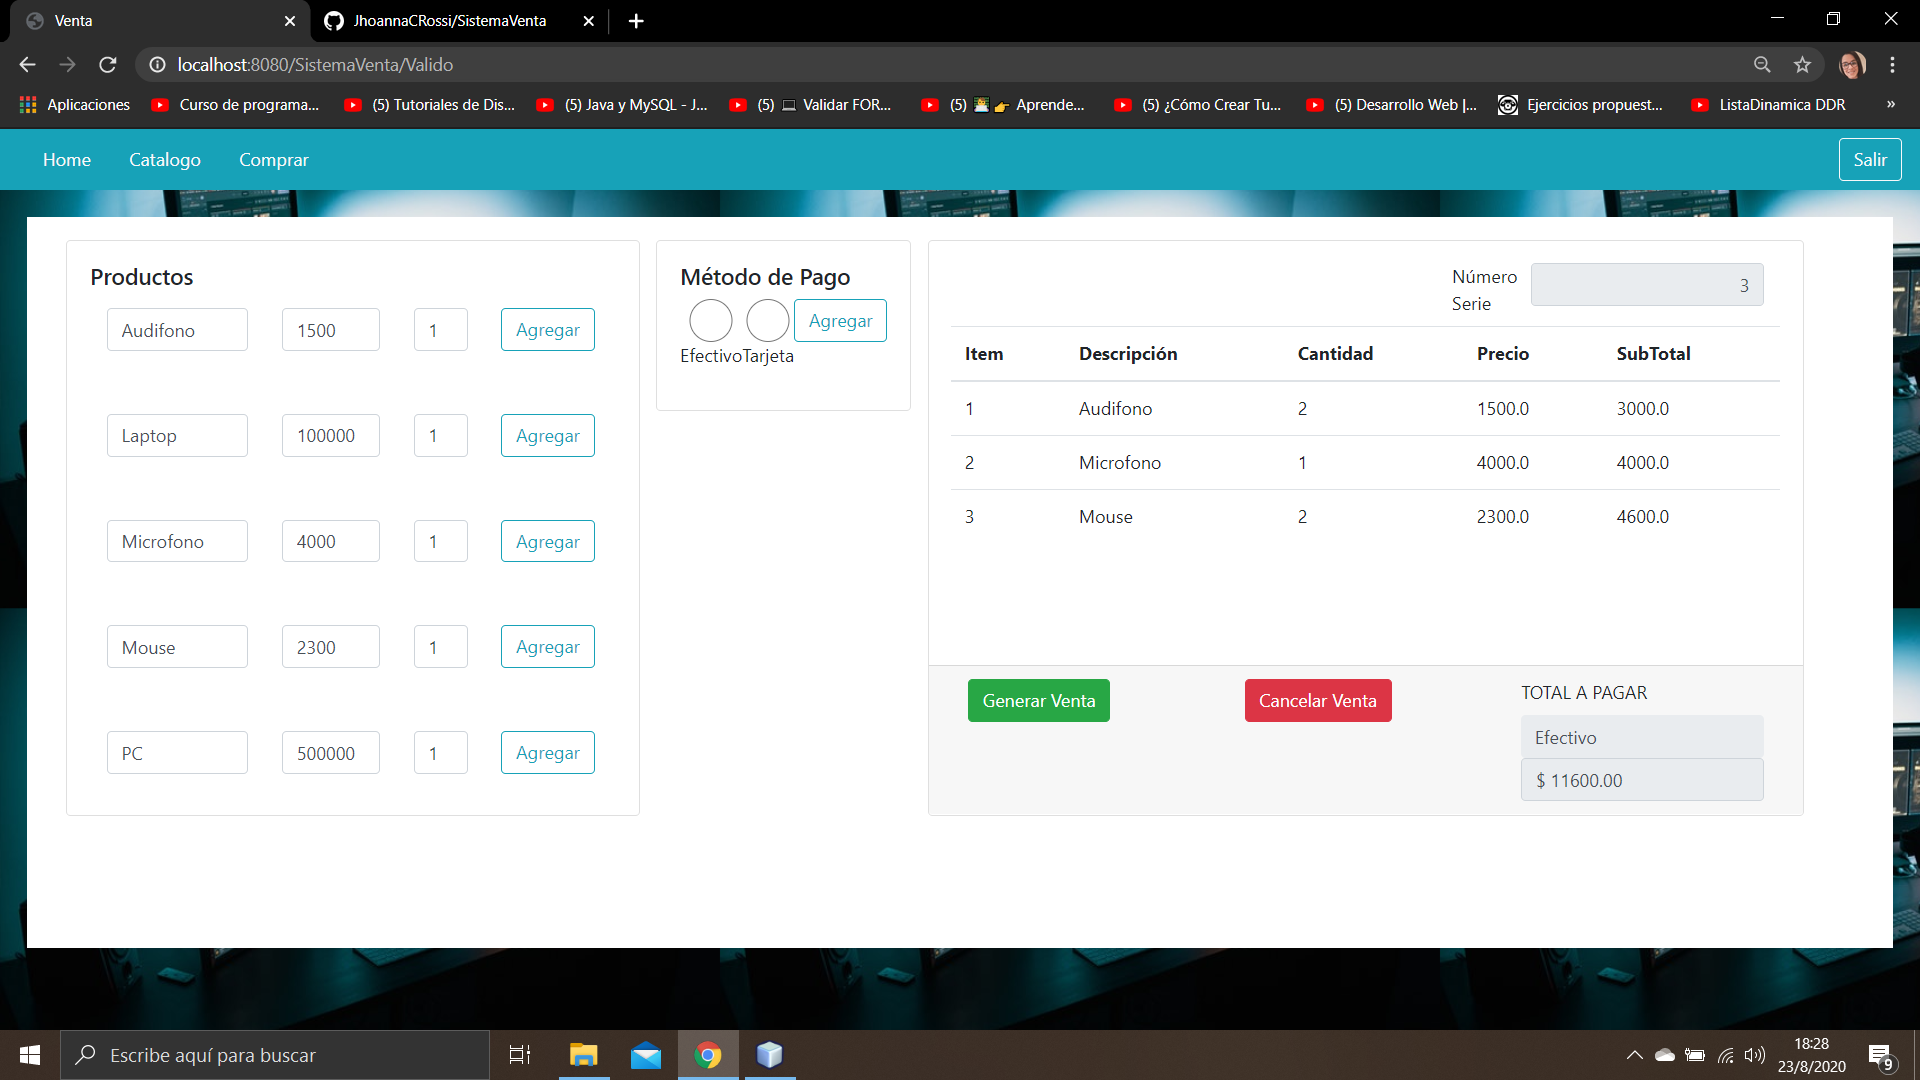 Venta
JhoannaCRossi/SistemaVenta
localhost:8080/SistemaVenta/Valido
Aplicaciones
Curso de programa...
(5) Tutoriales de Dis...
(5) Java y MySQL - J...
(5) 💻 Validar FOR...
(5) 👨‍💻 👉 Aprende...
(5) ¿Cómo Crear Tu...
(5) Desarrollo Web |...
Ejercicios propuest...
ListaDinamica DDR
»
Home Catalogo Comprar Salir
Productos
Audifono 1500 1 Agregar
Laptop 100000 1 Agregar
Microfono 4000 1 Agregar
Mouse 2300 1 Agregar
PC 500000 1 Agregar
Método de Pago
Agregar
EfectivoTarjeta
Número
Serie
3
Item Descripción Cantidad Precio SubTotal
1 Audifono 2 1500.0 3000.0
2 Microfono 1 4000.0 4000.0
3 Mouse 2 2300.0 4600.0
Generar Venta
Cancelar Venta
TOTAL A PAGAR
Efectivo
$ 11600.00
Escribe aquí para buscar
18:28
23/8/2020
9